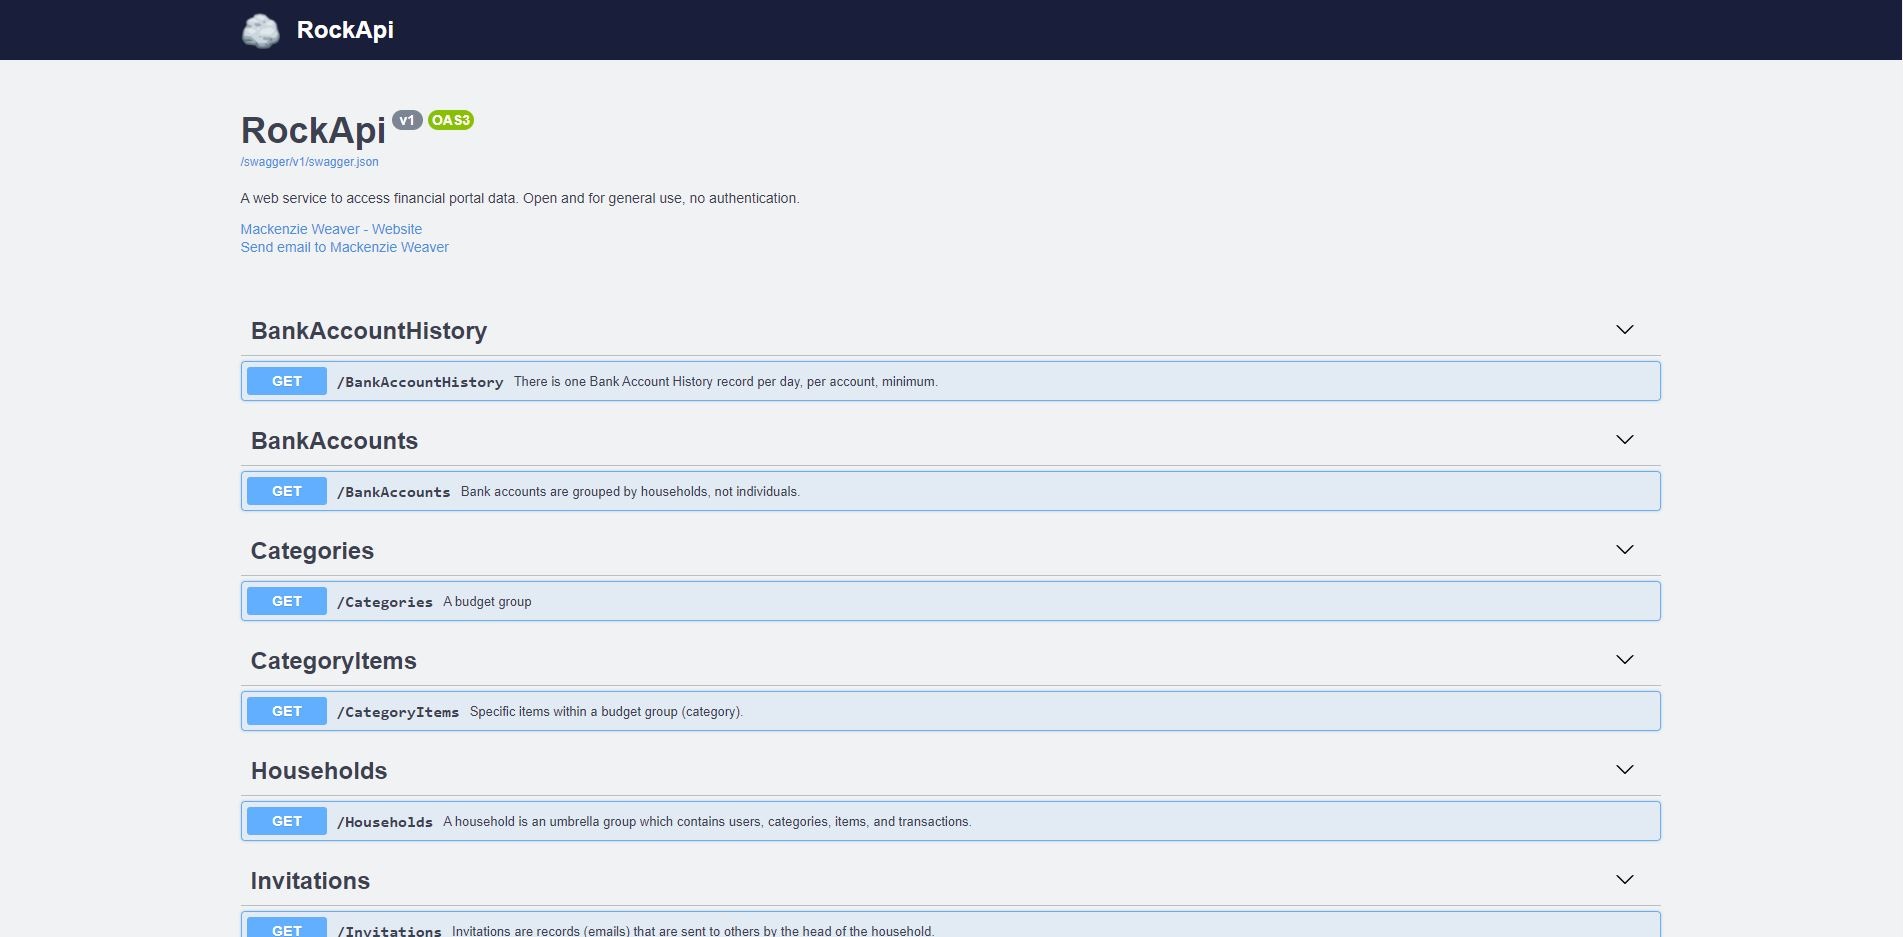 RockApi
RockApi v1 OAS3
/swagger/v1/swagger.json
A web service to access financial portal data. Open and for general use, no authentication.
Mackenzie Weaver - Website
Send email to Mackenzie Weaver
BankAccountHistory
GET /BankAccountHistory There is one Bank Account History record per day, per account, minimum.
BankAccounts
GET /BankAccounts Bank accounts are grouped by households, not individuals.
Categories
GET /Categories A budget group
CategoryItems
GET /CategoryItems Specific items within a budget group (category).
Households
GET /Households A household is an umbrella group which contains users, categories, items, and transactions.
Invitations
GET /Invitations Invitations are records (emails) that are sent to others by the head of the household.